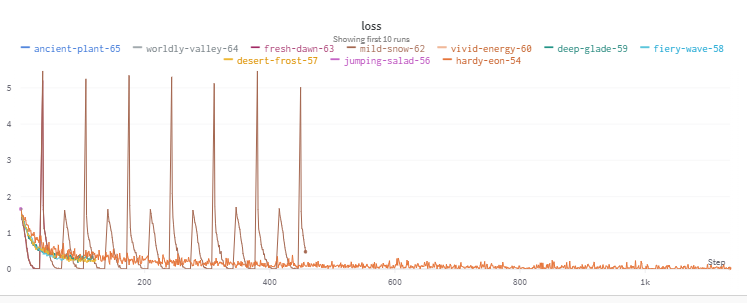 loss
Showing first 10 runs
ancient-plant-65 worldly-valley-64 fresh-dawn-63 mild-snow-62 vivid-energy-60 deep-glade-59 fiery-wave-58
desert-frost-57 jumping-salad-56 hardy-eon-54
5
4
3
2
1
Step
0
200 400 600 800 1k